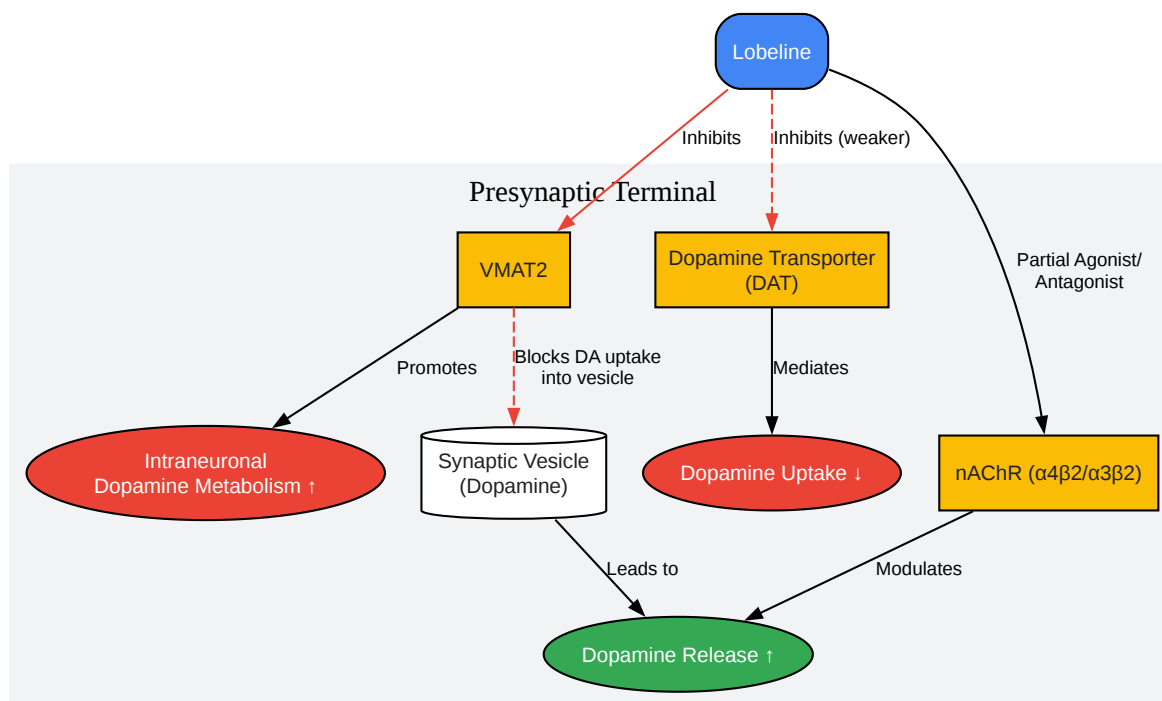 Lobeline
Inhibits
Inhibits (weaker)
Presynaptic Terminal
Partial Agonist/
Antagonist
VMAT2
Dopamine Transporter
(DAT)
Promotes
Blocks DA uptake
into vesicle
Mediates
Intraneuronal
Dopamine Metabolism ↑
Synaptic Vesicle
(Dopamine)
Dopamine Uptake ↓
nAChR (α4β2/α3β2)
Leads to
Modulates
Dopamine Release ↑